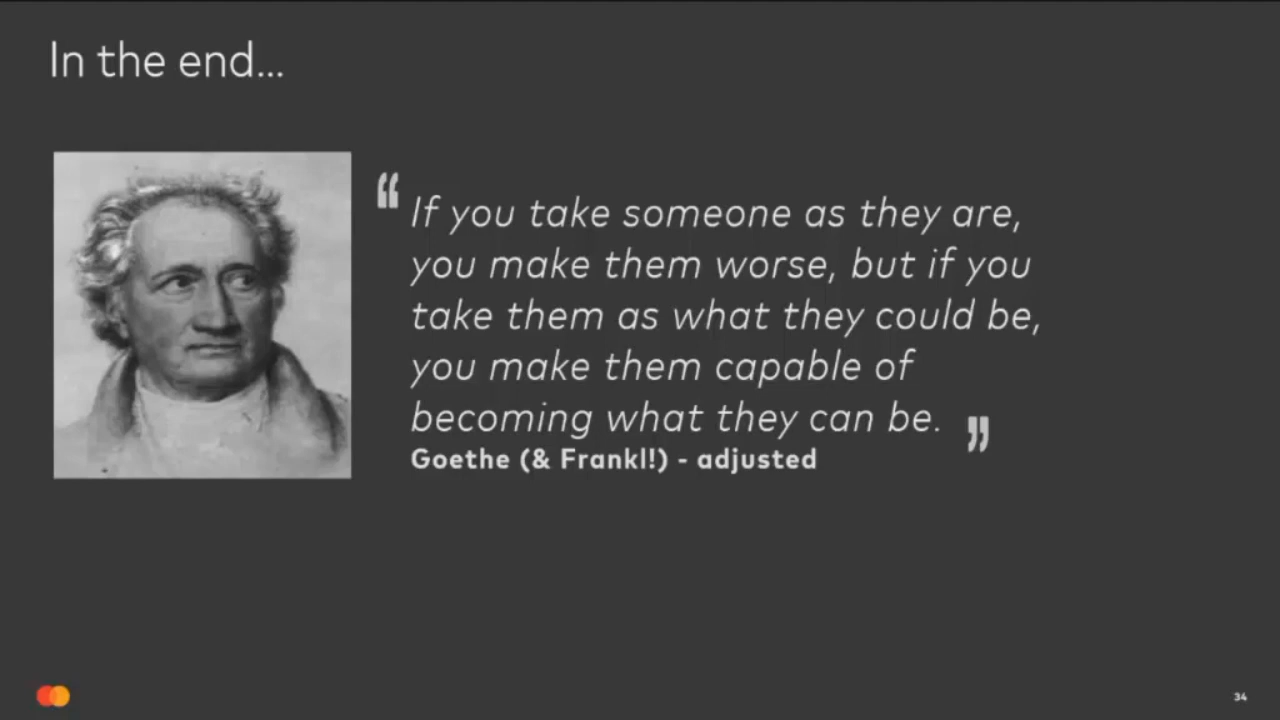 In the end...
“If you take someone as they are,
you make them worse, but if you
take them as what they could be,
you make them capable of
becoming what they can be.”
Goethe (& Frankl!) - adjusted
34